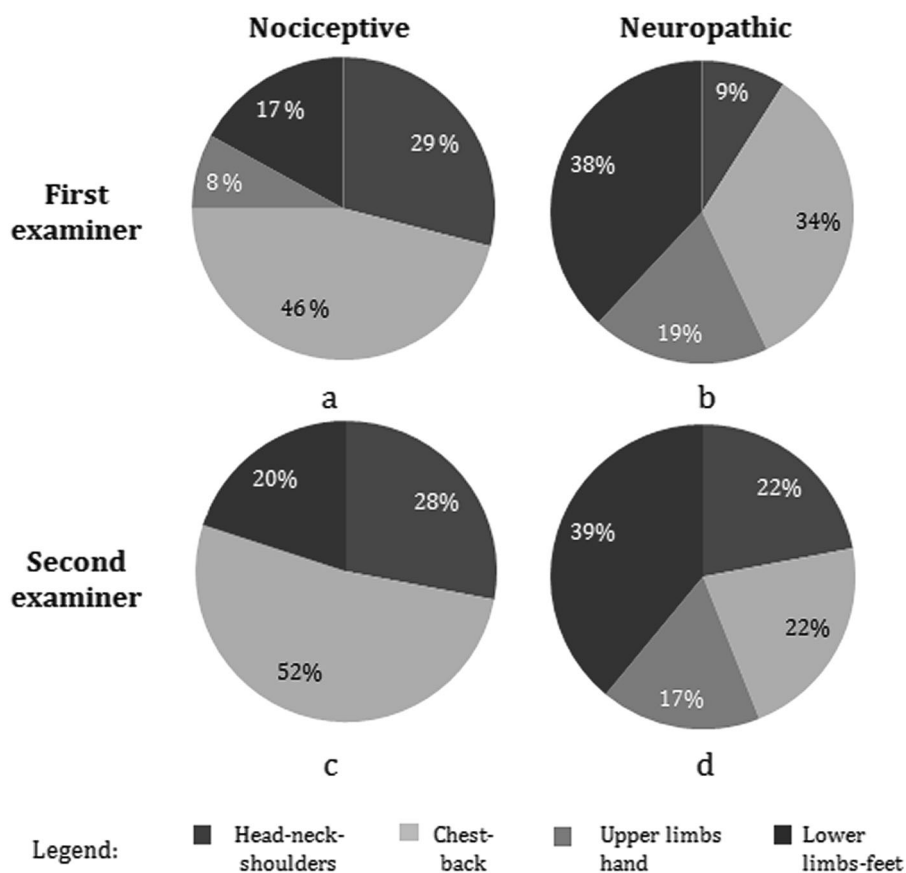 Nociceptive
Neuropathic
First
examiner
17 %
29 %
8 %
46 %
a
9%
38%
34%
19%
b
Second
examiner
20%
28%
52%
c
22%
39%
22%
17%
d
Legend:
Head-neck-
shoulders
Chest-
back
Upper limbs
hand
Lower
limbs-feet